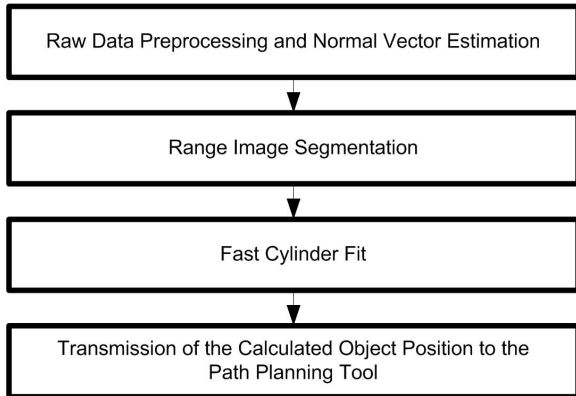 Raw Data Preprocessing and Normal Vector Estimation
Range Image Segmentation
Fast Cylinder Fit
Transmission of the Calculated Object Position to the
Path Planning Tool